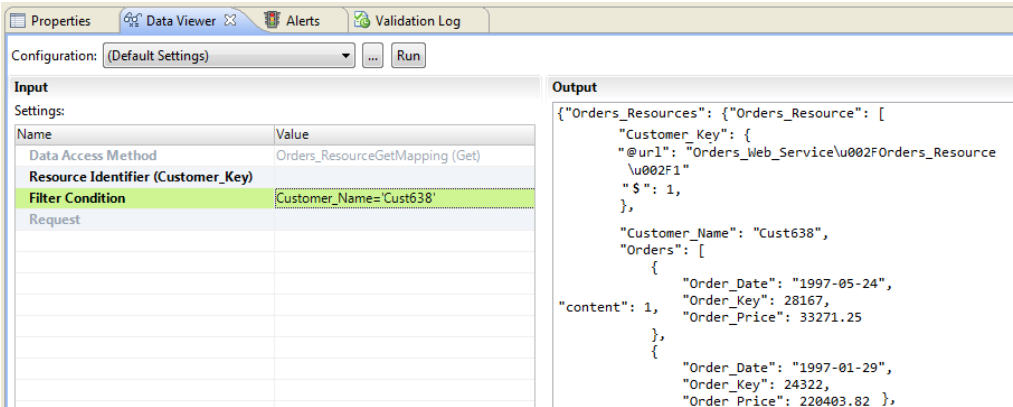 Properties Data Viewer Alerts Validation Log
Configuration: (Default Settings) ... Run
Input
Settings:
Name Value
Data Access Method Orders_ResourceGetMapping (Get)
Resource Identifier (Customer_Key)
Filter Condition Customer_Name='Cust638'
Request
Output
{"Orders_Resources": {"Orders_Resource": [
"Customer_Key": {
"@url": "Orders_Web_Service\u002FOrders_Resource
\u002F1"
"$": 1,
},
"Customer_Name": "Cust638",
"Orders": [
{
"Order_Date": "1997-05-24",
"Order_Key": 28167,
"content": 1,
"Order_Price": 33271.25
},
{
"Order_Date": "1997-01-29",
"Order_Key": 24322,
"Order_Price": 220403.82 },